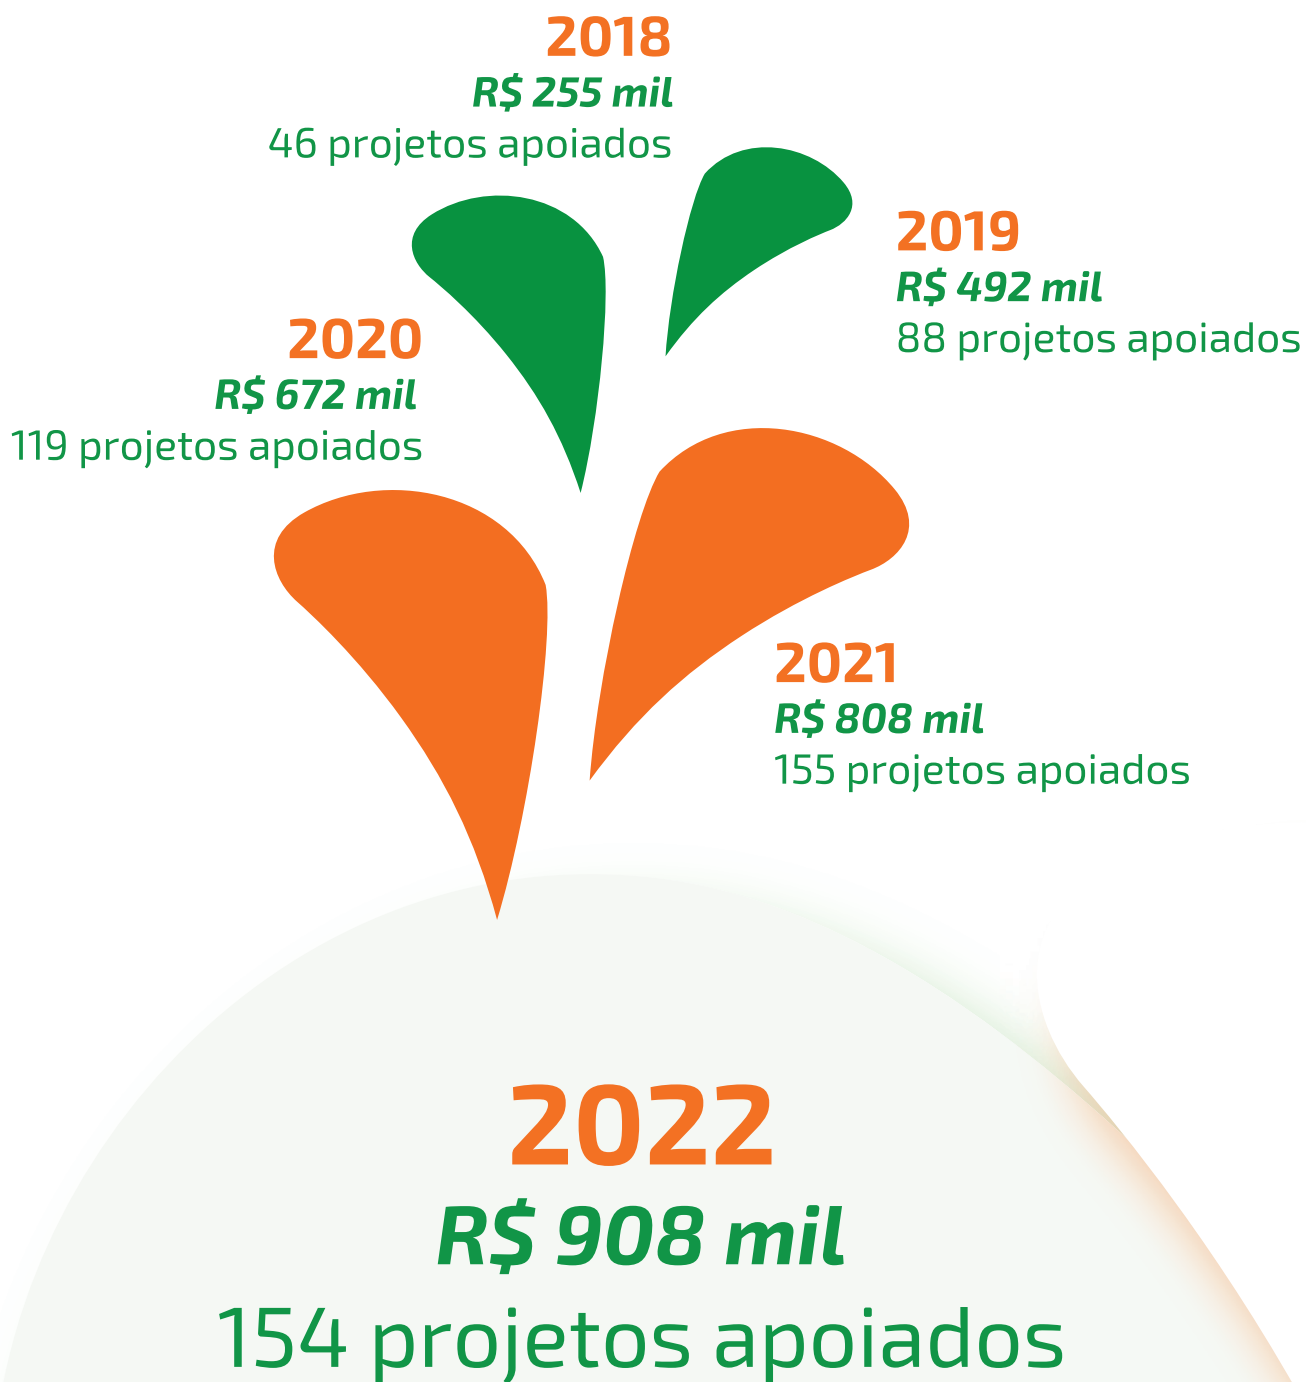 2018
R$ 255 mil
46 projetos apoiados
2019
R$ 492 mil
88 projetos apoiados
2020
R$ 672 mil
119 projetos apoiados
2021
R$ 808 mil
155 projetos apoiados
2022
R$ 908 mil
154 projetos apoiados